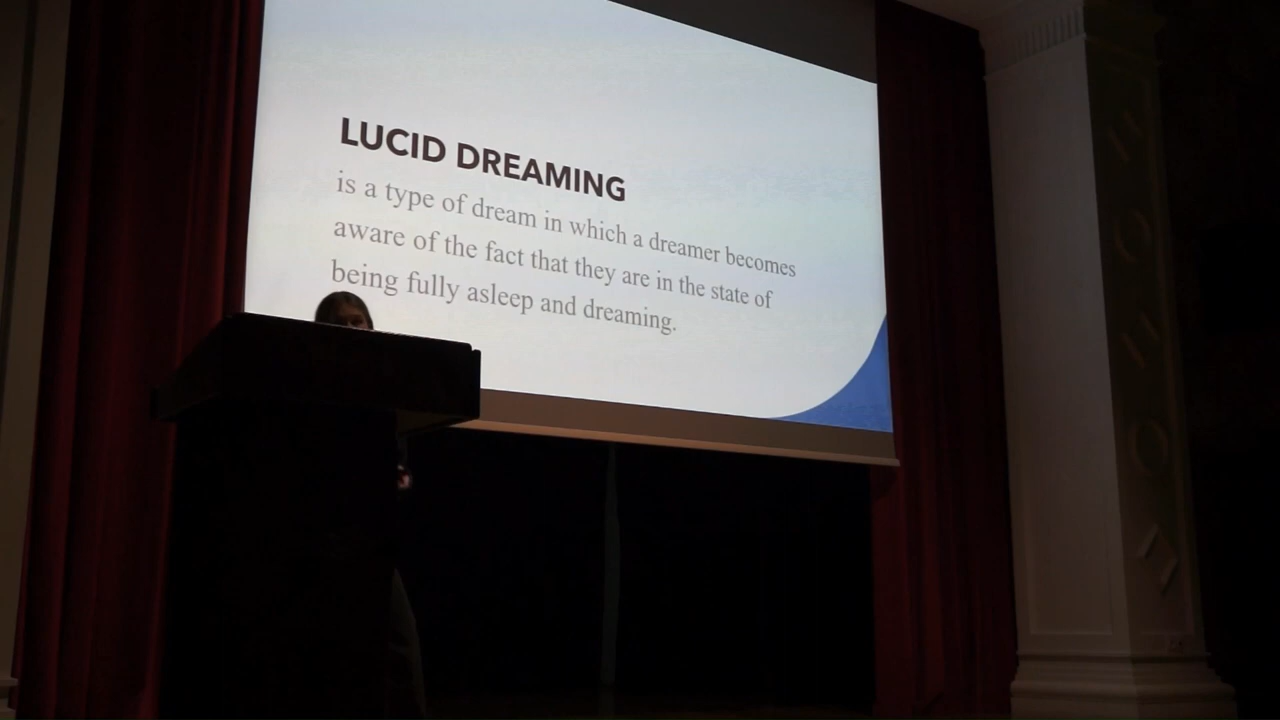 LUCID DREAMING
is a type of dream in which a dreamer becomes
aware of the fact that they are in the state of
being fully asleep and dreaming.